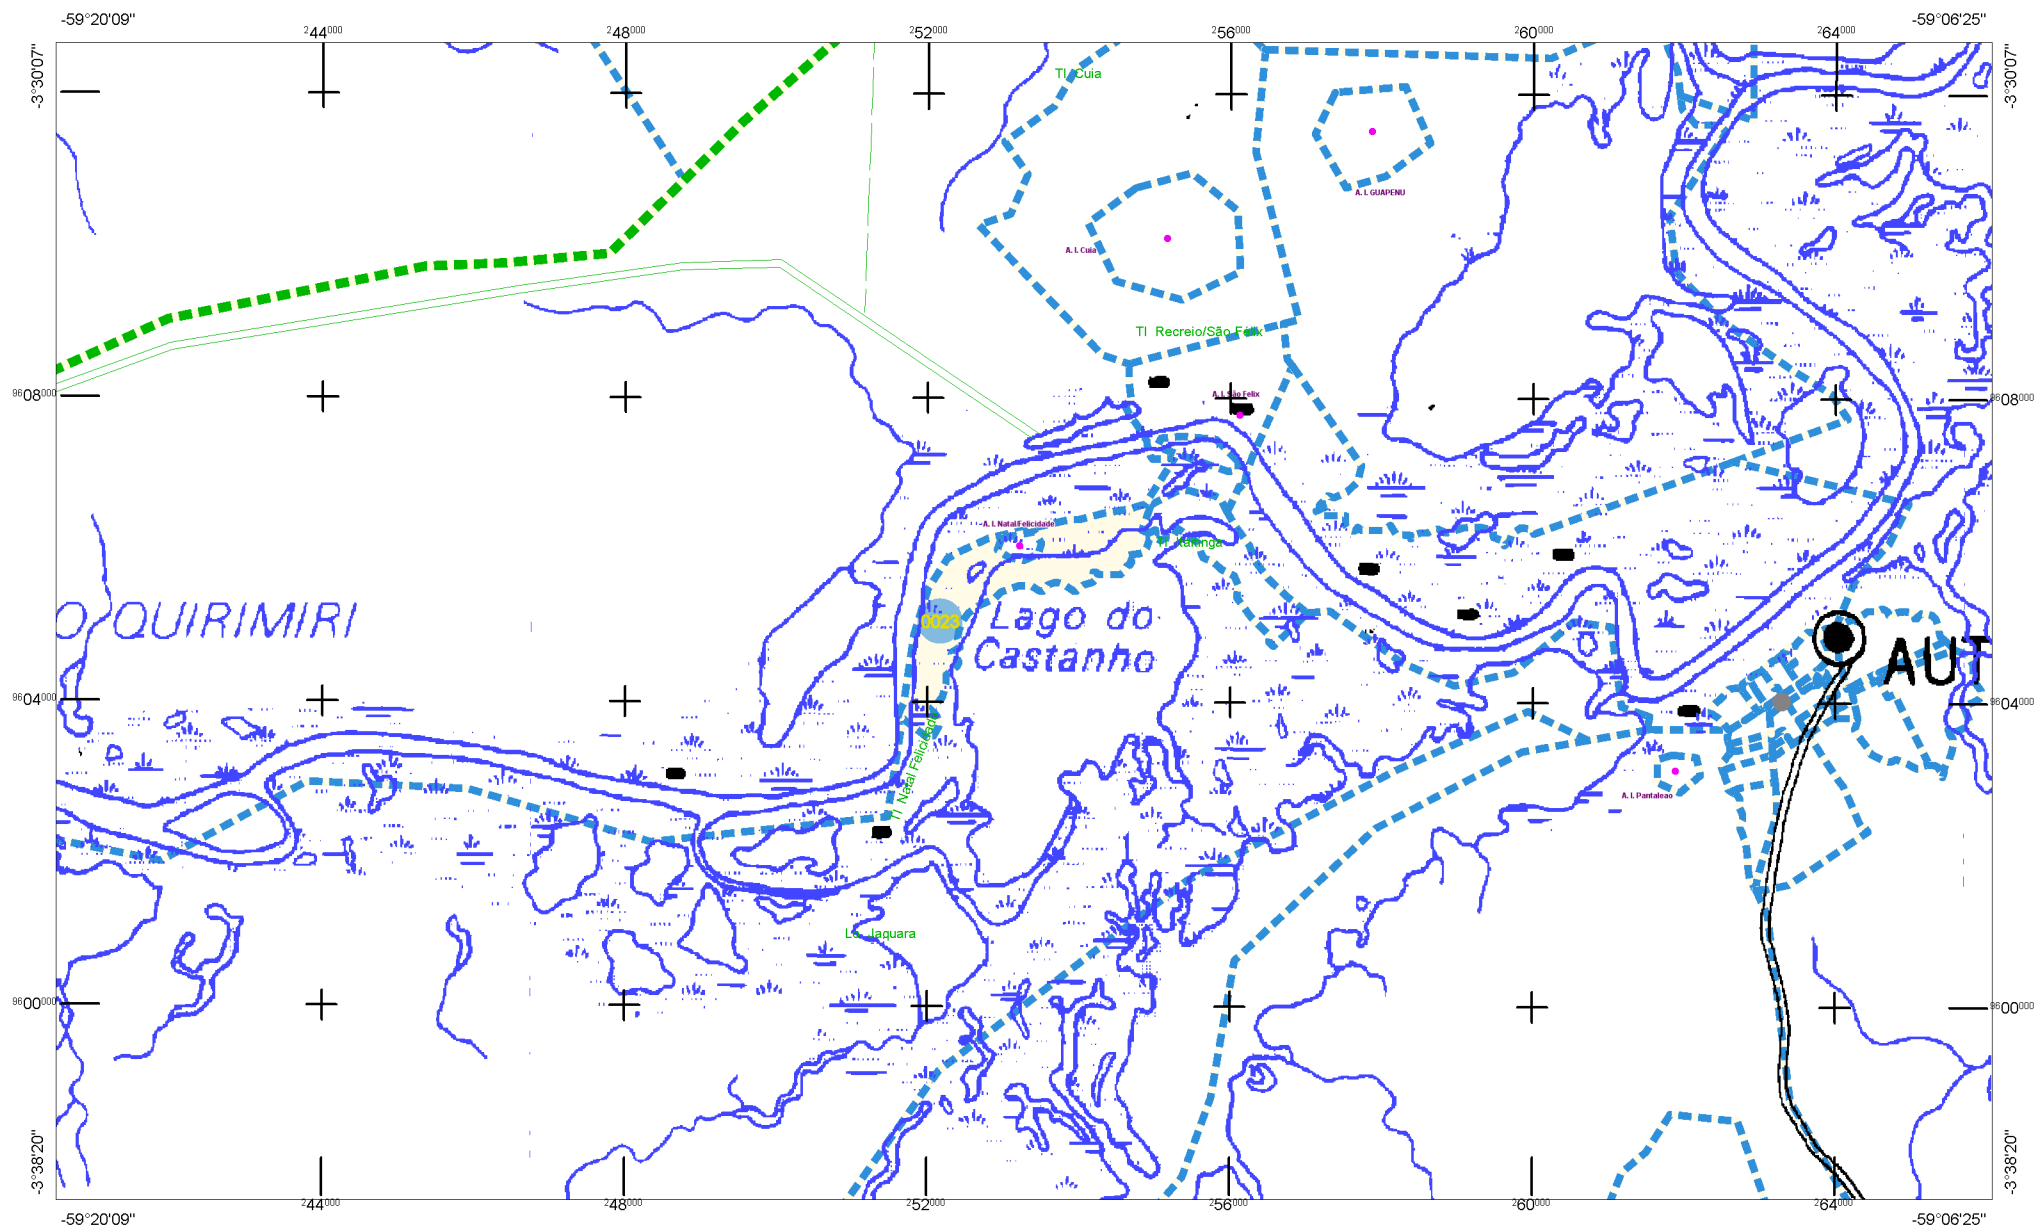 -59°20'09"
-59°06'25"
244000
248000
252000
256000
260000
264000
-3°30'07"
-3°30'07"
TI Cuia
A. I. GUAPENU
A. I. Cuia
TI Recreio/São Félix
A. I. São Felix
9608000
9608000
A. I. Natal/Felicidade
TI Itaitinga
O QUIRIMIRI
0023
Lago do
Castanho
AUT
9604000
9604000
TI Natal Felicidade
A. I. Pantaleao
Lg. Jaquara
9600000
9600000
-3°38'20"
-3°38'20"
244000
248000
252000
256000
260000
264000
-59°20'09"
-59°06'25"